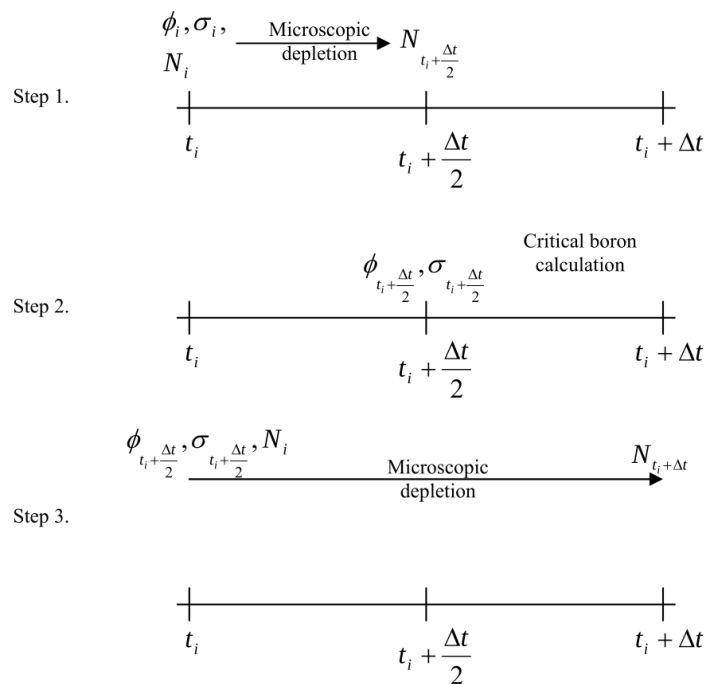 ϕ_i, σ_i,
N_i
Microscopic
depletion
N_{t_i+Δt/2}
Step 1.
t_i
t_i + Δt/2
t_i + Δt
Critical boron
calculation
ϕ_{t_i+Δt/2}, σ_{t_i+Δt/2}
Step 2.
t_i
t_i + Δt/2
t_i + Δt
ϕ_{t_i+Δt/2}, σ_{t_i+Δt/2}, N_i
Microscopic
depletion
N_{t_i+Δt}
Step 3.
t_i
t_i + Δt/2
t_i + Δt